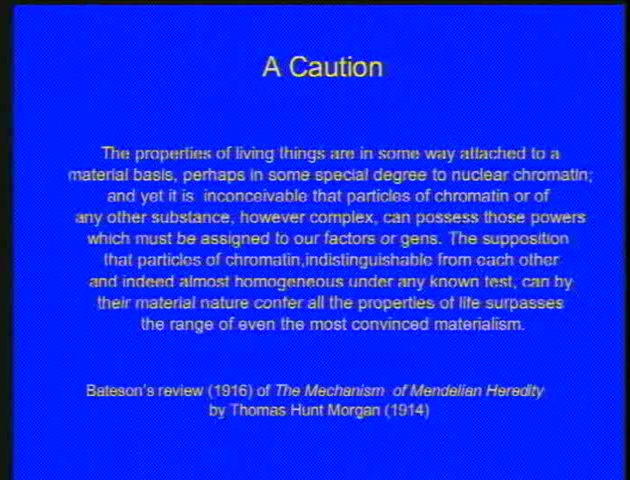 A Caution
The properties of living things are in some way attached to a
material basis, perhaps in some special degree to nuclear chromatin;
and yet it is inconceivable that particles of chromatin or of
any other substance, however complex, can possess those powers
which must be assigned to our factors or gens. The supposition
that particles of chromatin,indistinguishable from each other
and indeed almost homogeneous under any known test, can by
their material nature confer all the properties of life surpasses
the range of even the most convinced materialism.
Bateson's review (1916) of The Mechanism of Mendelian Heredity
by Thomas Hunt Morgan (1914)